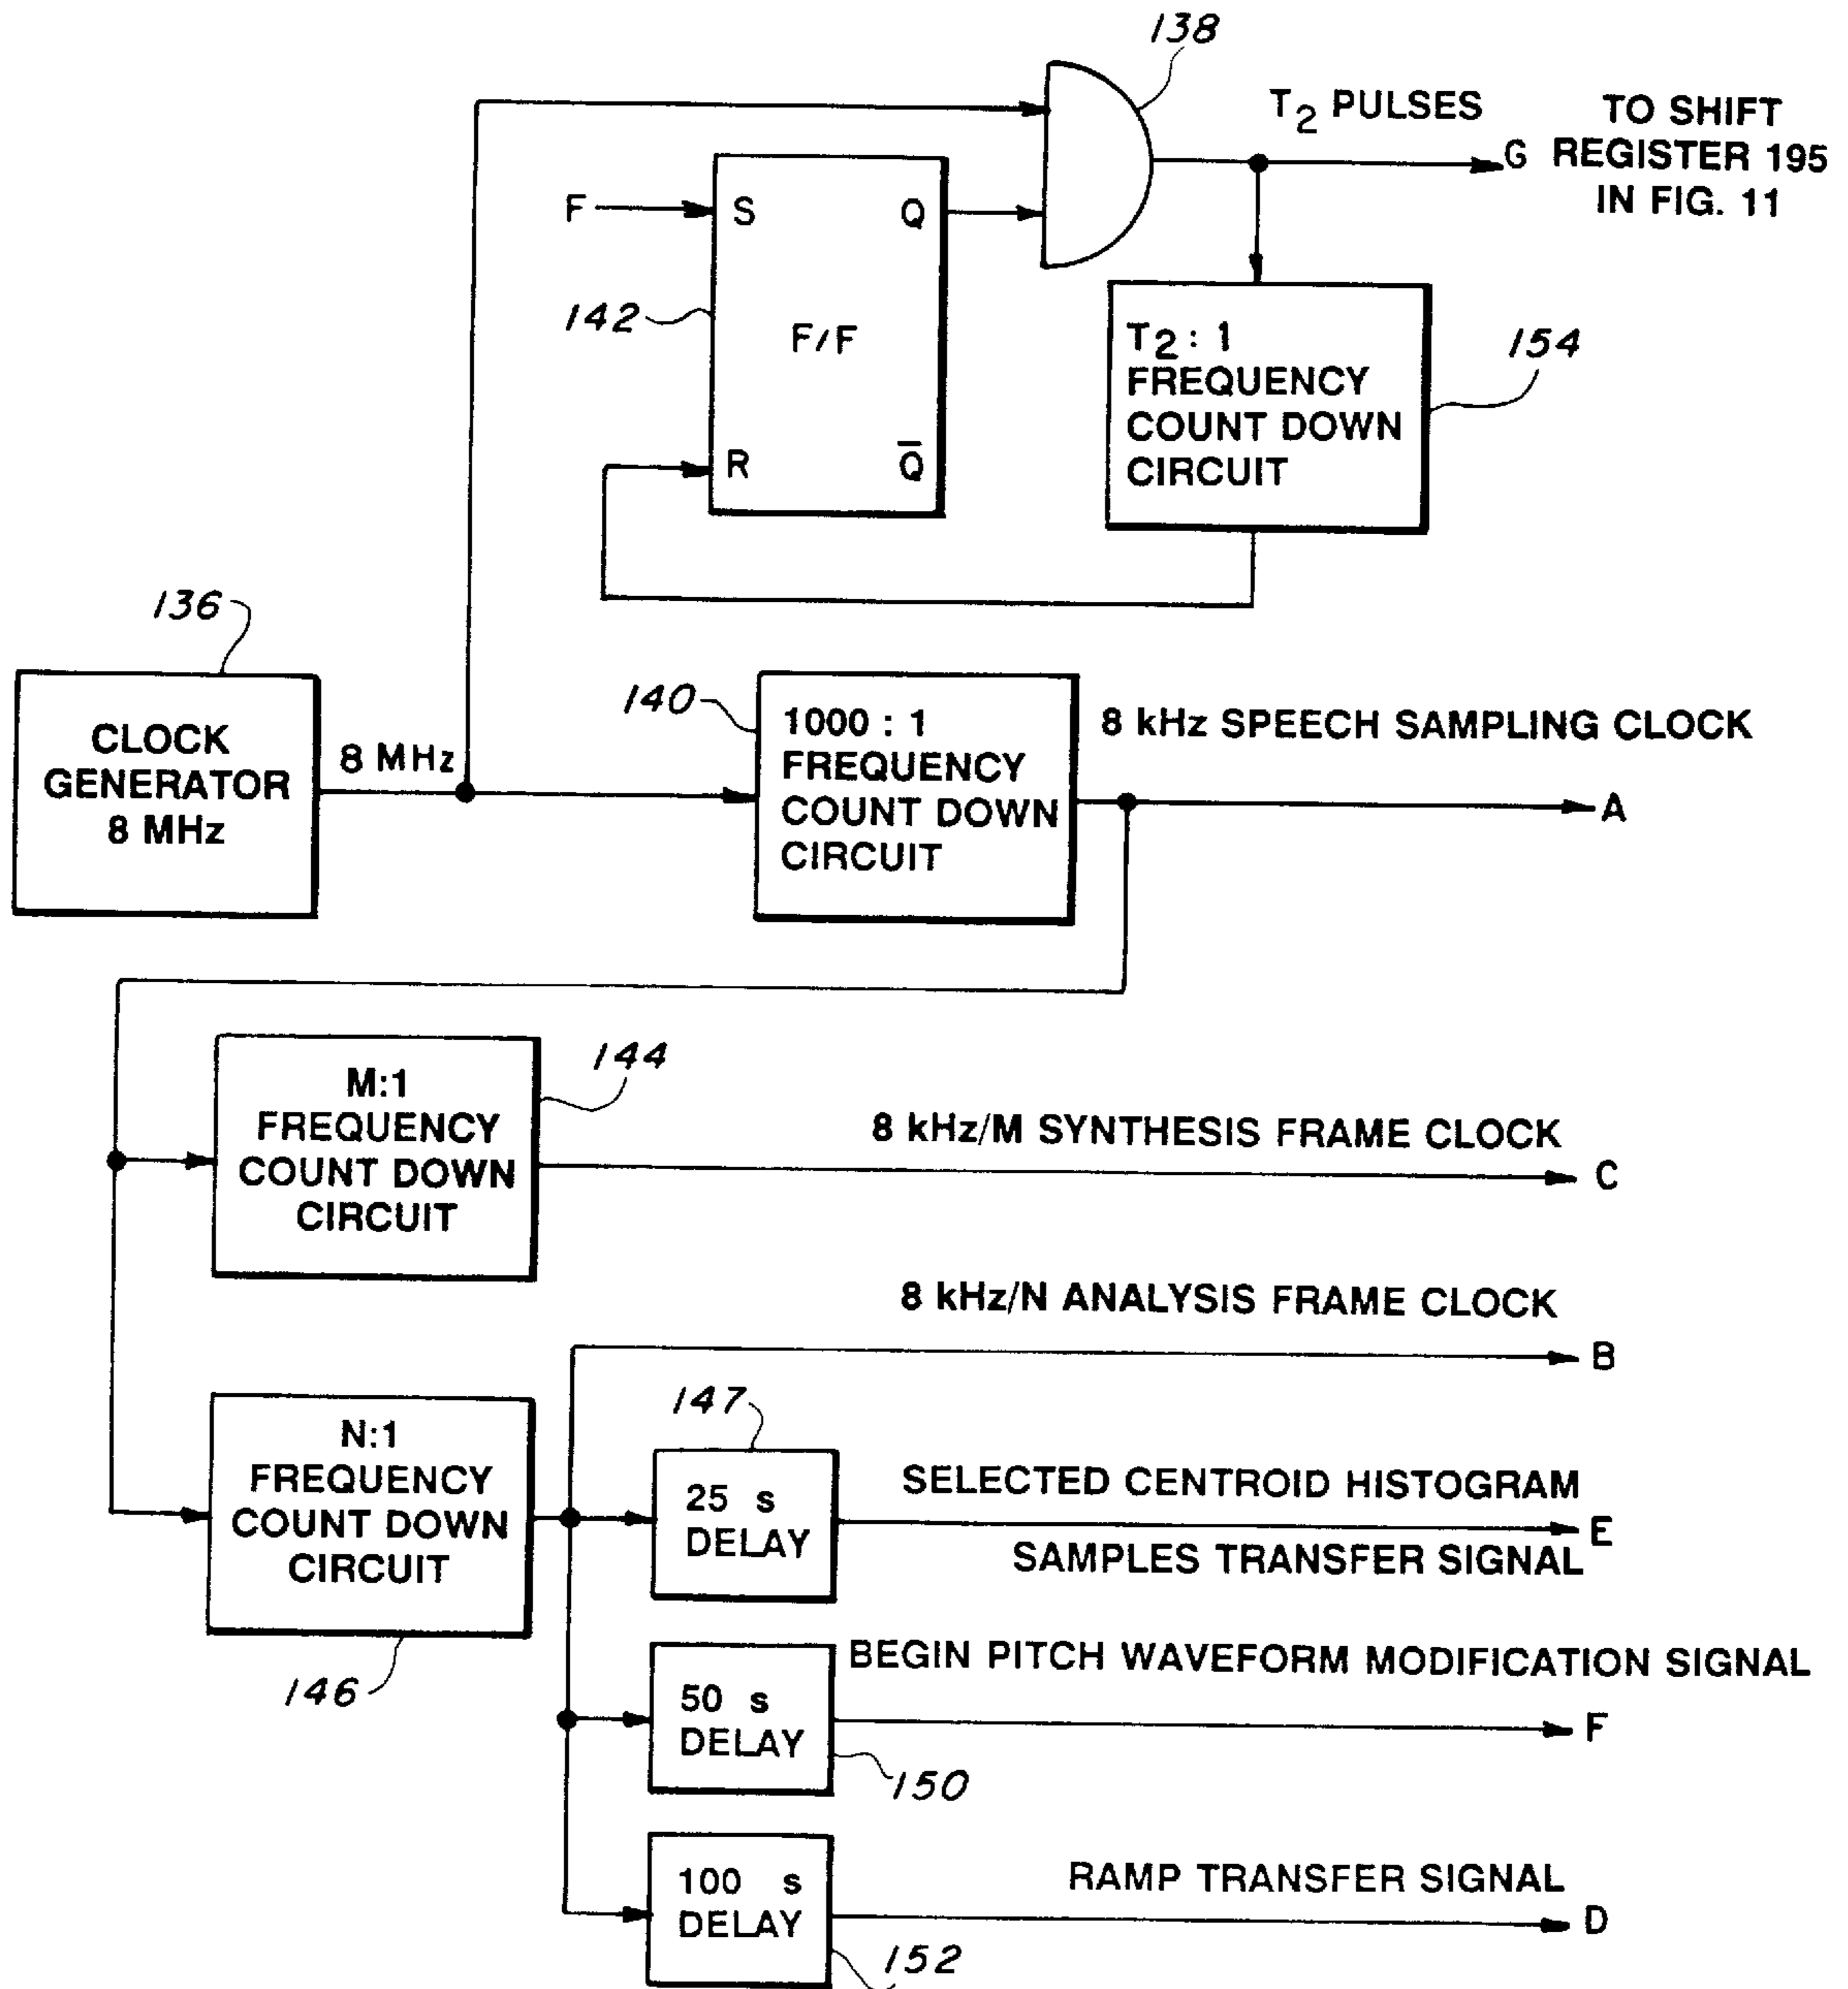 138
T2 PULSES
G
TO SHIFT
REGISTER 195
IN FIG. 11
F
S
Q
142
F/F
R
Q̅
T2 : 1
FREQUENCY
COUNT DOWN
CIRCUIT
154
136
CLOCK
GENERATOR
8 MHz
8 MHz
140
1000 : 1
FREQUENCY
COUNT DOWN
CIRCUIT
8 kHz SPEECH SAMPLING CLOCK
A
M:1
FREQUENCY
COUNT DOWN
CIRCUIT
144
8 kHz/M SYNTHESIS FRAME CLOCK
C
8 kHz/N ANALYSIS FRAME CLOCK
B
N:1
FREQUENCY
COUNT DOWN
CIRCUIT
146
147
25 s
DELAY
SELECTED CENTROID HISTOGRAM
E
SAMPLES TRANSFER SIGNAL
BEGIN PITCH WAVEFORM MODIFICATION SIGNAL
50 s
DELAY
F
150
100 s
DELAY
RAMP TRANSFER SIGNAL
D
152